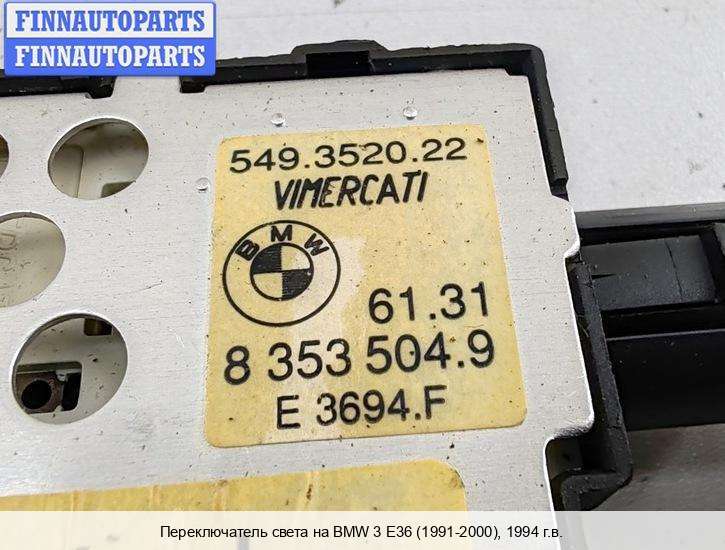 FINNAUTOPARTS
FINNAUTOPARTS
549.3520.22
VIMERCATI
BMW
61.31
8 353 504.9
E 3694.F
Переключатель света на BMW 3 E36 (1991-2000), 1994 г.в.